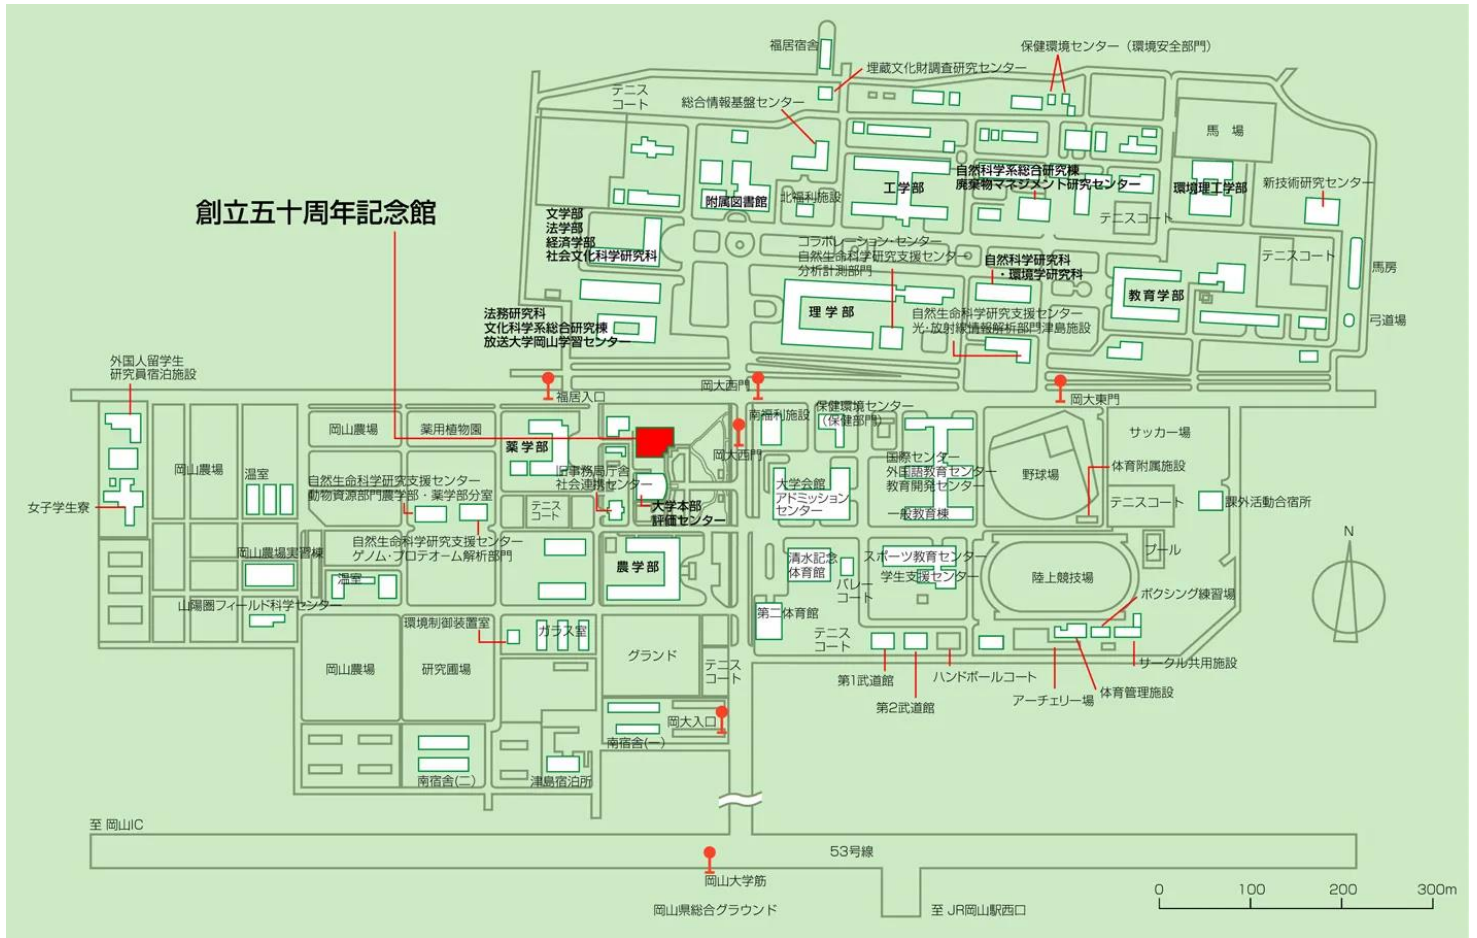 福居宿舎
保健環境センター（環境安全部門）
埋蔵文化財調査研究センター
テニス
コート
総合情報基盤センター
馬　場
自然科学系総合研究棟
廃棄物マネジメント研究センター
工学部
環境理工学部
新技術研究センター
附属図書館
北福利施設
創立五十周年記念館
文学部
法学部
経済学部
社会文化科学研究科
テニスコート
コラボレーション・センター
自然生命科学研究支援センター
分析計測部門
自然科学研究科
・環境学研究科
テニスコート
馬房
教育学部
法務研究科
文化科学系総合研究棟
放送大学岡山学習センター
理学部
自然生命科学研究支援センター
光・放射線情報解析部門津島施設
弓道場
外国人留学生
研究員宿泊施設
福居入口
岡大西門
岡大東門
岡山農場
薬用植物園
薬学部
南福利施設
保健環境センター
（保健部門）
サッカー場
岡大西門
岡山農場
温室
自然生命科学研究支援センター
動物資源部門農学部・薬学部分室
旧事務局庁舎
社会連携センター
国際センター
外国語教育センター
教育開発センター
野球場
体育附属施設
女子学生寮
テニス
コート
大学本部
評価センター
大学会館
アドミッション
センター
一般教育棟
テニスコート
課外活動合宿所
自然生命科学研究支援センター
ゲノム・プロテオーム解析部門
岡山農場実習棟
温室
農学部
清水記念
体育館
バレー
コート
スポーツ教育センター
学生支援センター
プール
陸上競技場
N
山陽圏フィールド科学センター
環境制御装置室
ガラス室
第二体育館
ボクシング練習場
テニス
コート
岡山農場
研究圃場
グランド
テニス
コート
第1武道館
第2武道館
ハンドボールコート
サークル共用施設
アーチェリー場
体育管理施設
岡大入口
南宿舎(一)
南宿舎(二)
津島宿泊所
至 岡山IC
53号線
岡山大学筋
岡山県総合グラウンド
至 JR岡山駅西口
0 100 200 300m